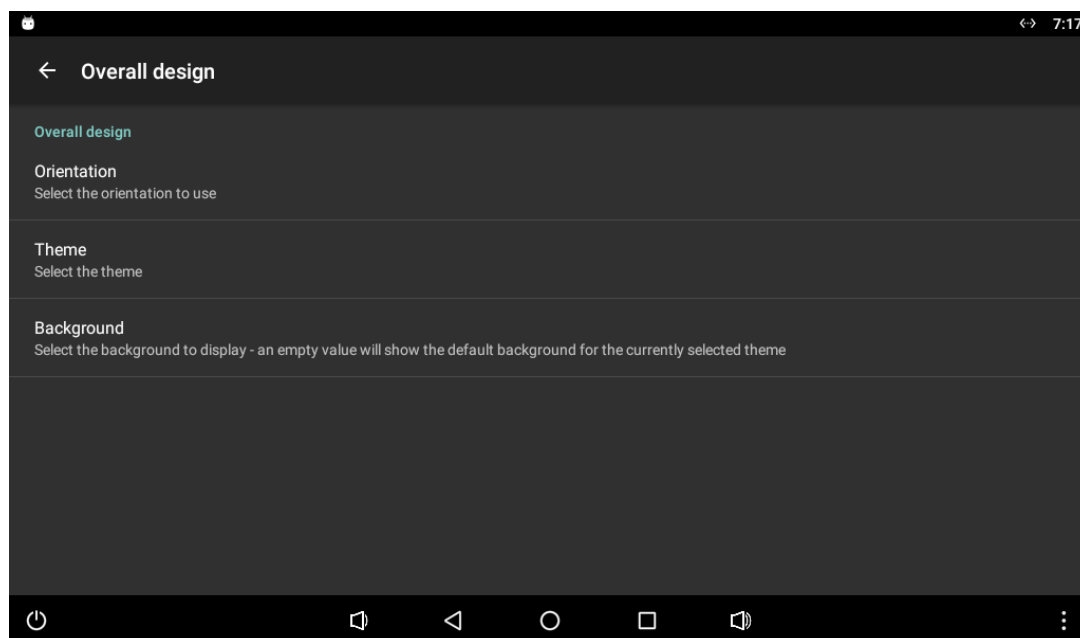 7:17
Overall design
Overall design
Orientation
Select the orientation to use
Theme
Select the theme
Background
Select the background to display - an empty value will show the default background for the currently selected theme